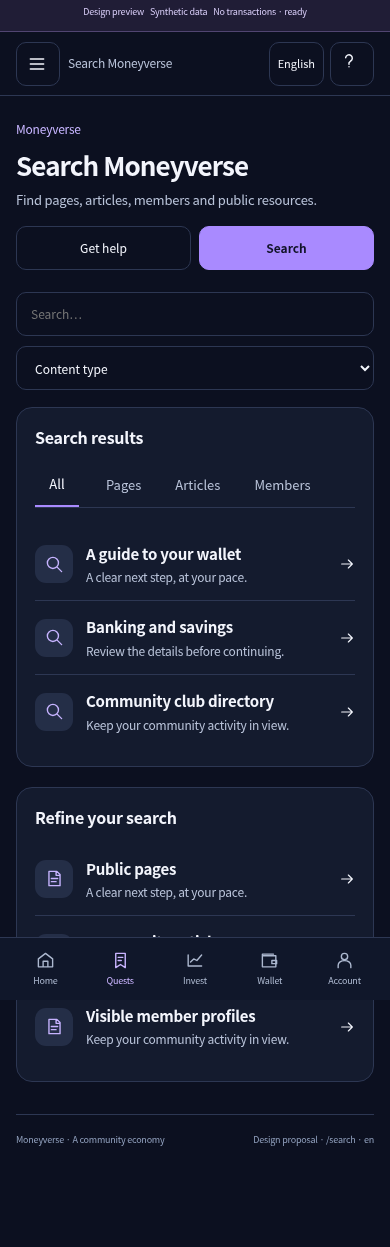 Design preview Synthetic data No transactions · ready
Search Moneyverse
English
?
Moneyverse
Search Moneyverse
Find pages, articles, members and public resources.
Get help
Search
Search…
Content type
Search results
All Pages Articles Members
A guide to your wallet
A clear next step, at your pace.
Banking and savings
Review the details before continuing.
Community club directory
Keep your community activity in view.
Refine your search
Public pages
A clear next step, at your pace.
Home Quests Invest Wallet Account
Visible member profiles
Keep your community activity in view.
Moneyverse · A community economy
Design proposal · /search · en